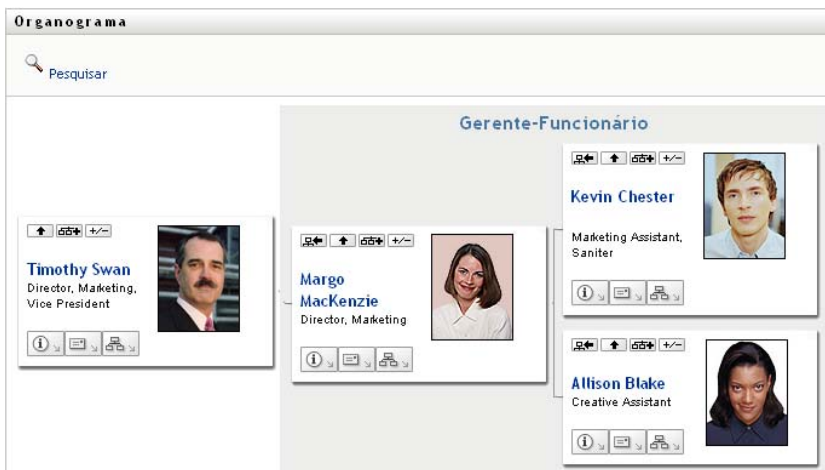 Organograma
Pesquisar
Gerente-Funcionário
Timothy Swan
Director, Marketing,
Vice President
Margo
MacKenzie
Director, Marketing
Kevin Chester
Marketing Assistant,
Saniter
Allison Blake
Creative Assistant